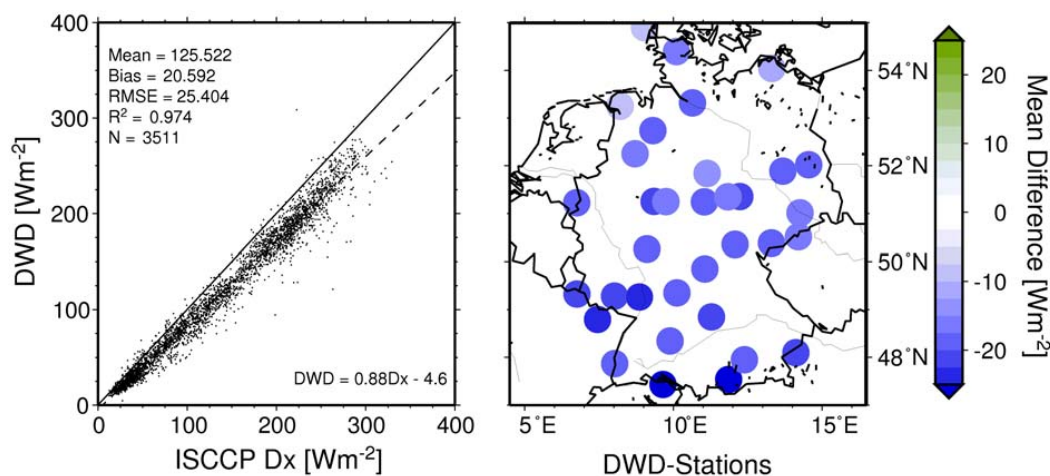 400
300
200
100
0
DWD [Wm⁻²]
Mean = 125.522
Bias = 20.592
RMSE = 25.404
R² = 0.974
N = 3511
DWD = 0.88Dx - 4.6
0 100 200 300 400
ISCCP Dx [Wm⁻²]
54˚N
52˚N
50˚N
48˚N
5˚E 10˚E 15˚E
DWD-Stations
20
10
0
-10
-20
Mean Difference [Wm⁻²]